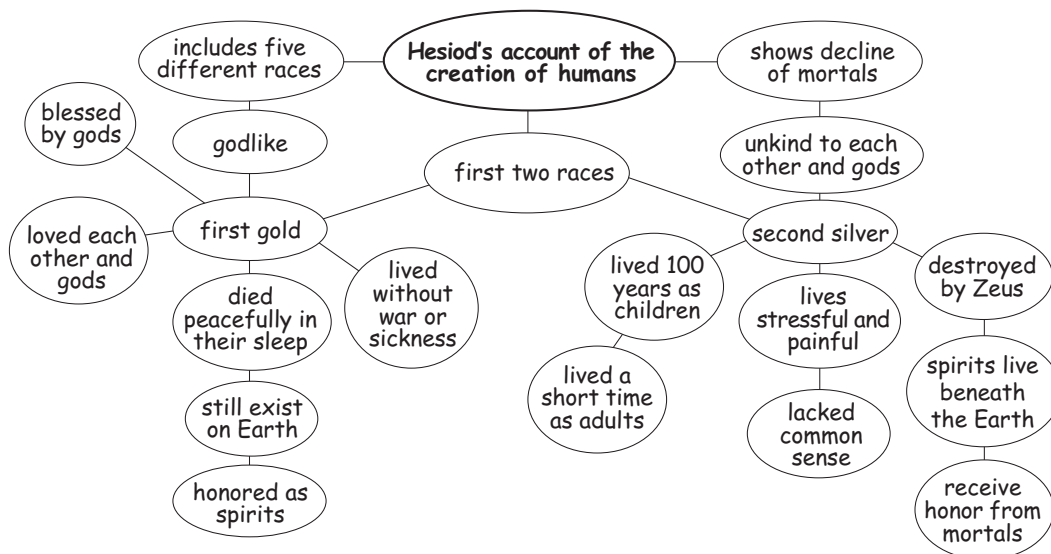 includes five
different races
Hesiod's account of the
creation of humans
shows decline
of mortals
blessed
by gods
godlike
first two races
unkind to each
other and gods
loved each
other and
gods
first gold
second silver
lived
without
war or
sickness
lived 100
years as
children
destroyed
by Zeus
died
peacefully in
their sleep
lives
stressful and
painful
lived a
short time
as adults
spirits live
beneath
the Earth
still exist
on Earth
lacked
common
sense
honored as
spirits
receive
honor from
mortals